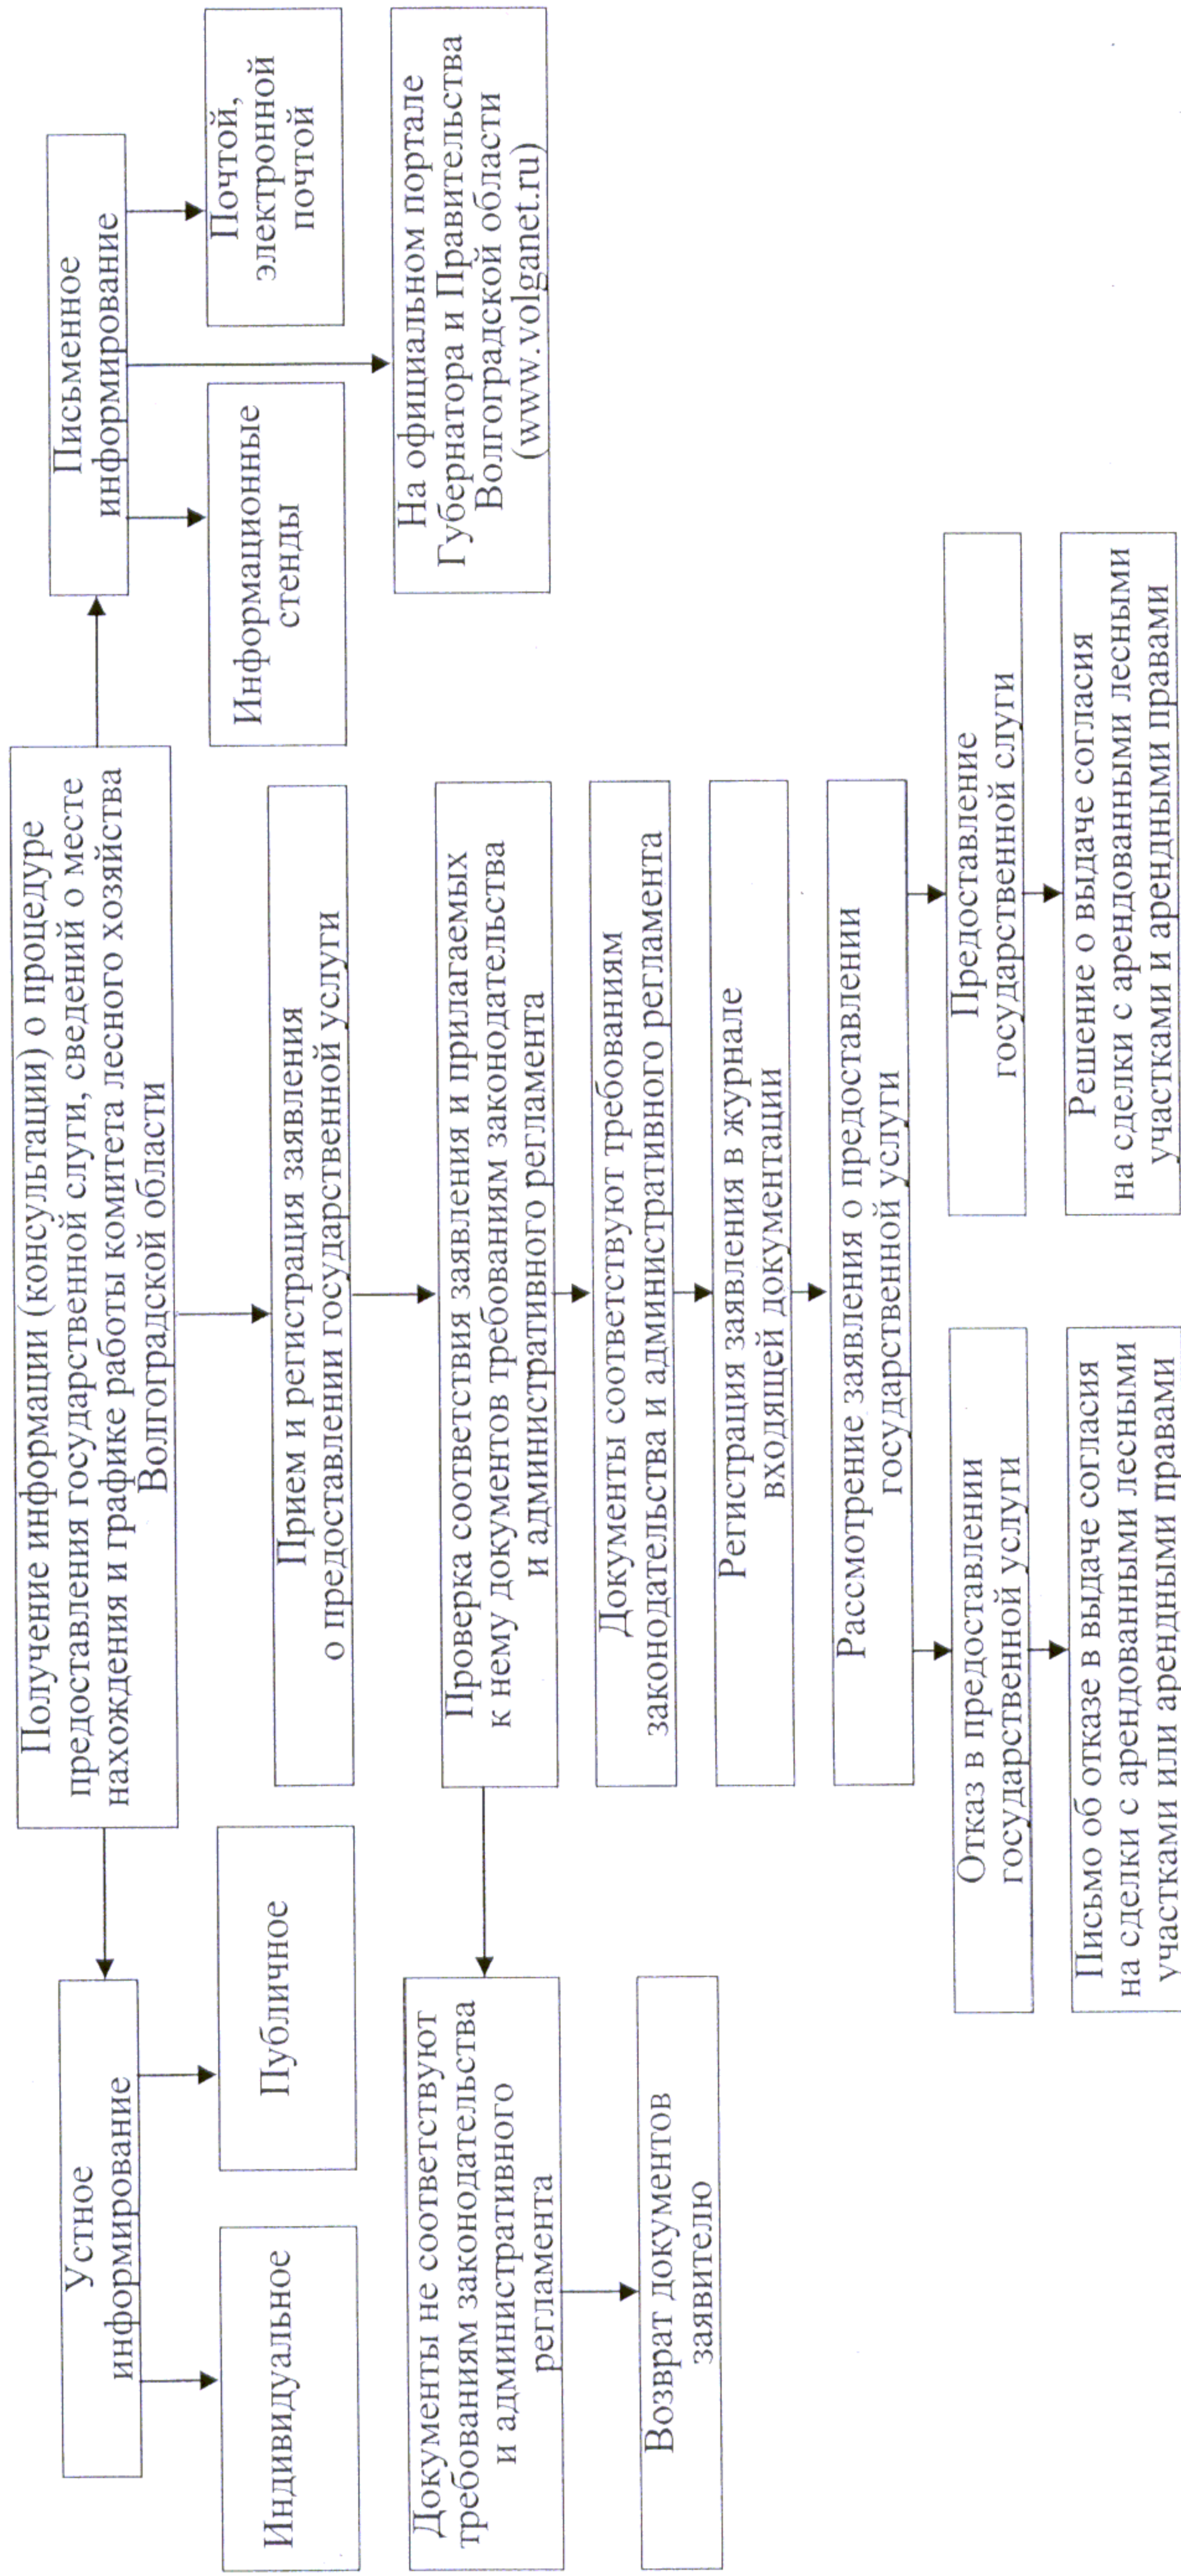 Получение информации (консультации) о процедуре
предоставления государственной слуги, сведений о месте
нахождения и графике работы комитета лесного хозяйства
Волгоградской области
Устное
информирование
Письменное
информирование
Индивидуальное
Публичное
Информационные
стенды
Почтой,
электронной
почтой
На официальном портале
Губернатора и Правительства
Волгоградской области
(www.volganet.ru)
Прием и регистрация заявления
о предоставлении государственной услуги
Проверка соответствия заявления и прилагаемых
к нему документов требованиям законодательства
и административного регламента
Документы не соответствуют
требованиям законодательства
и административного
регламента
Возврат документов
заявителю
Документы соответствуют требованиям
законодательства и административного регламента
Регистрация заявления в журнале
входящей документации
Рассмотрение заявления о предоставлении
государственной услуги
Отказ в предоставлении
государственной услуги
Предоставление
государственной слуги
Письмо об отказе в выдаче согласия
на сделки с арендованными лесными
участками или арендными правами
Решение о выдаче согласия
на сделки с арендованными лесными
участками и арендными правами